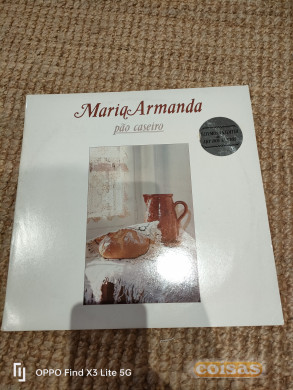 Maria Armanda
pão caseiro
OPPO Find X3 Lite 5G
coisas